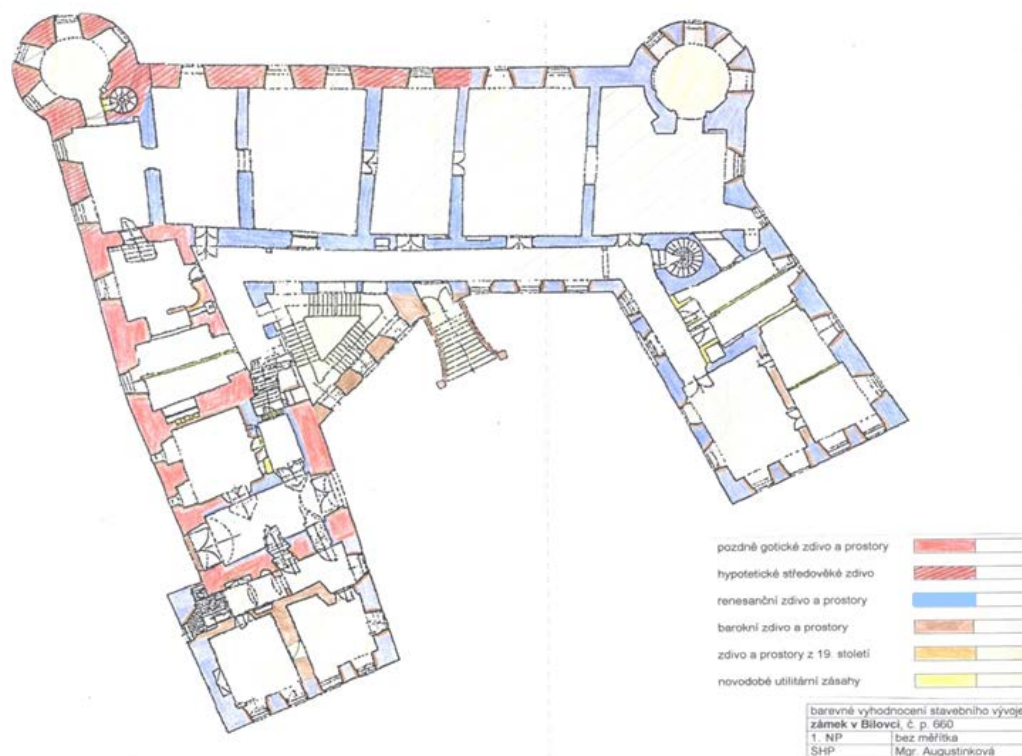 pozdně gotické zdivo a prostory
hypotetické středověké zdivo
renesanční zdivo a prostory
barokní zdivo a prostory
zdivo a prostory z 19. století
novodobé utilitární zásahy
barevné vyhodnocení stavebního vývoje
zámek v Bílovci, č. p. 660
1. NP bez měřítka
SHP Mgr. Augustinková